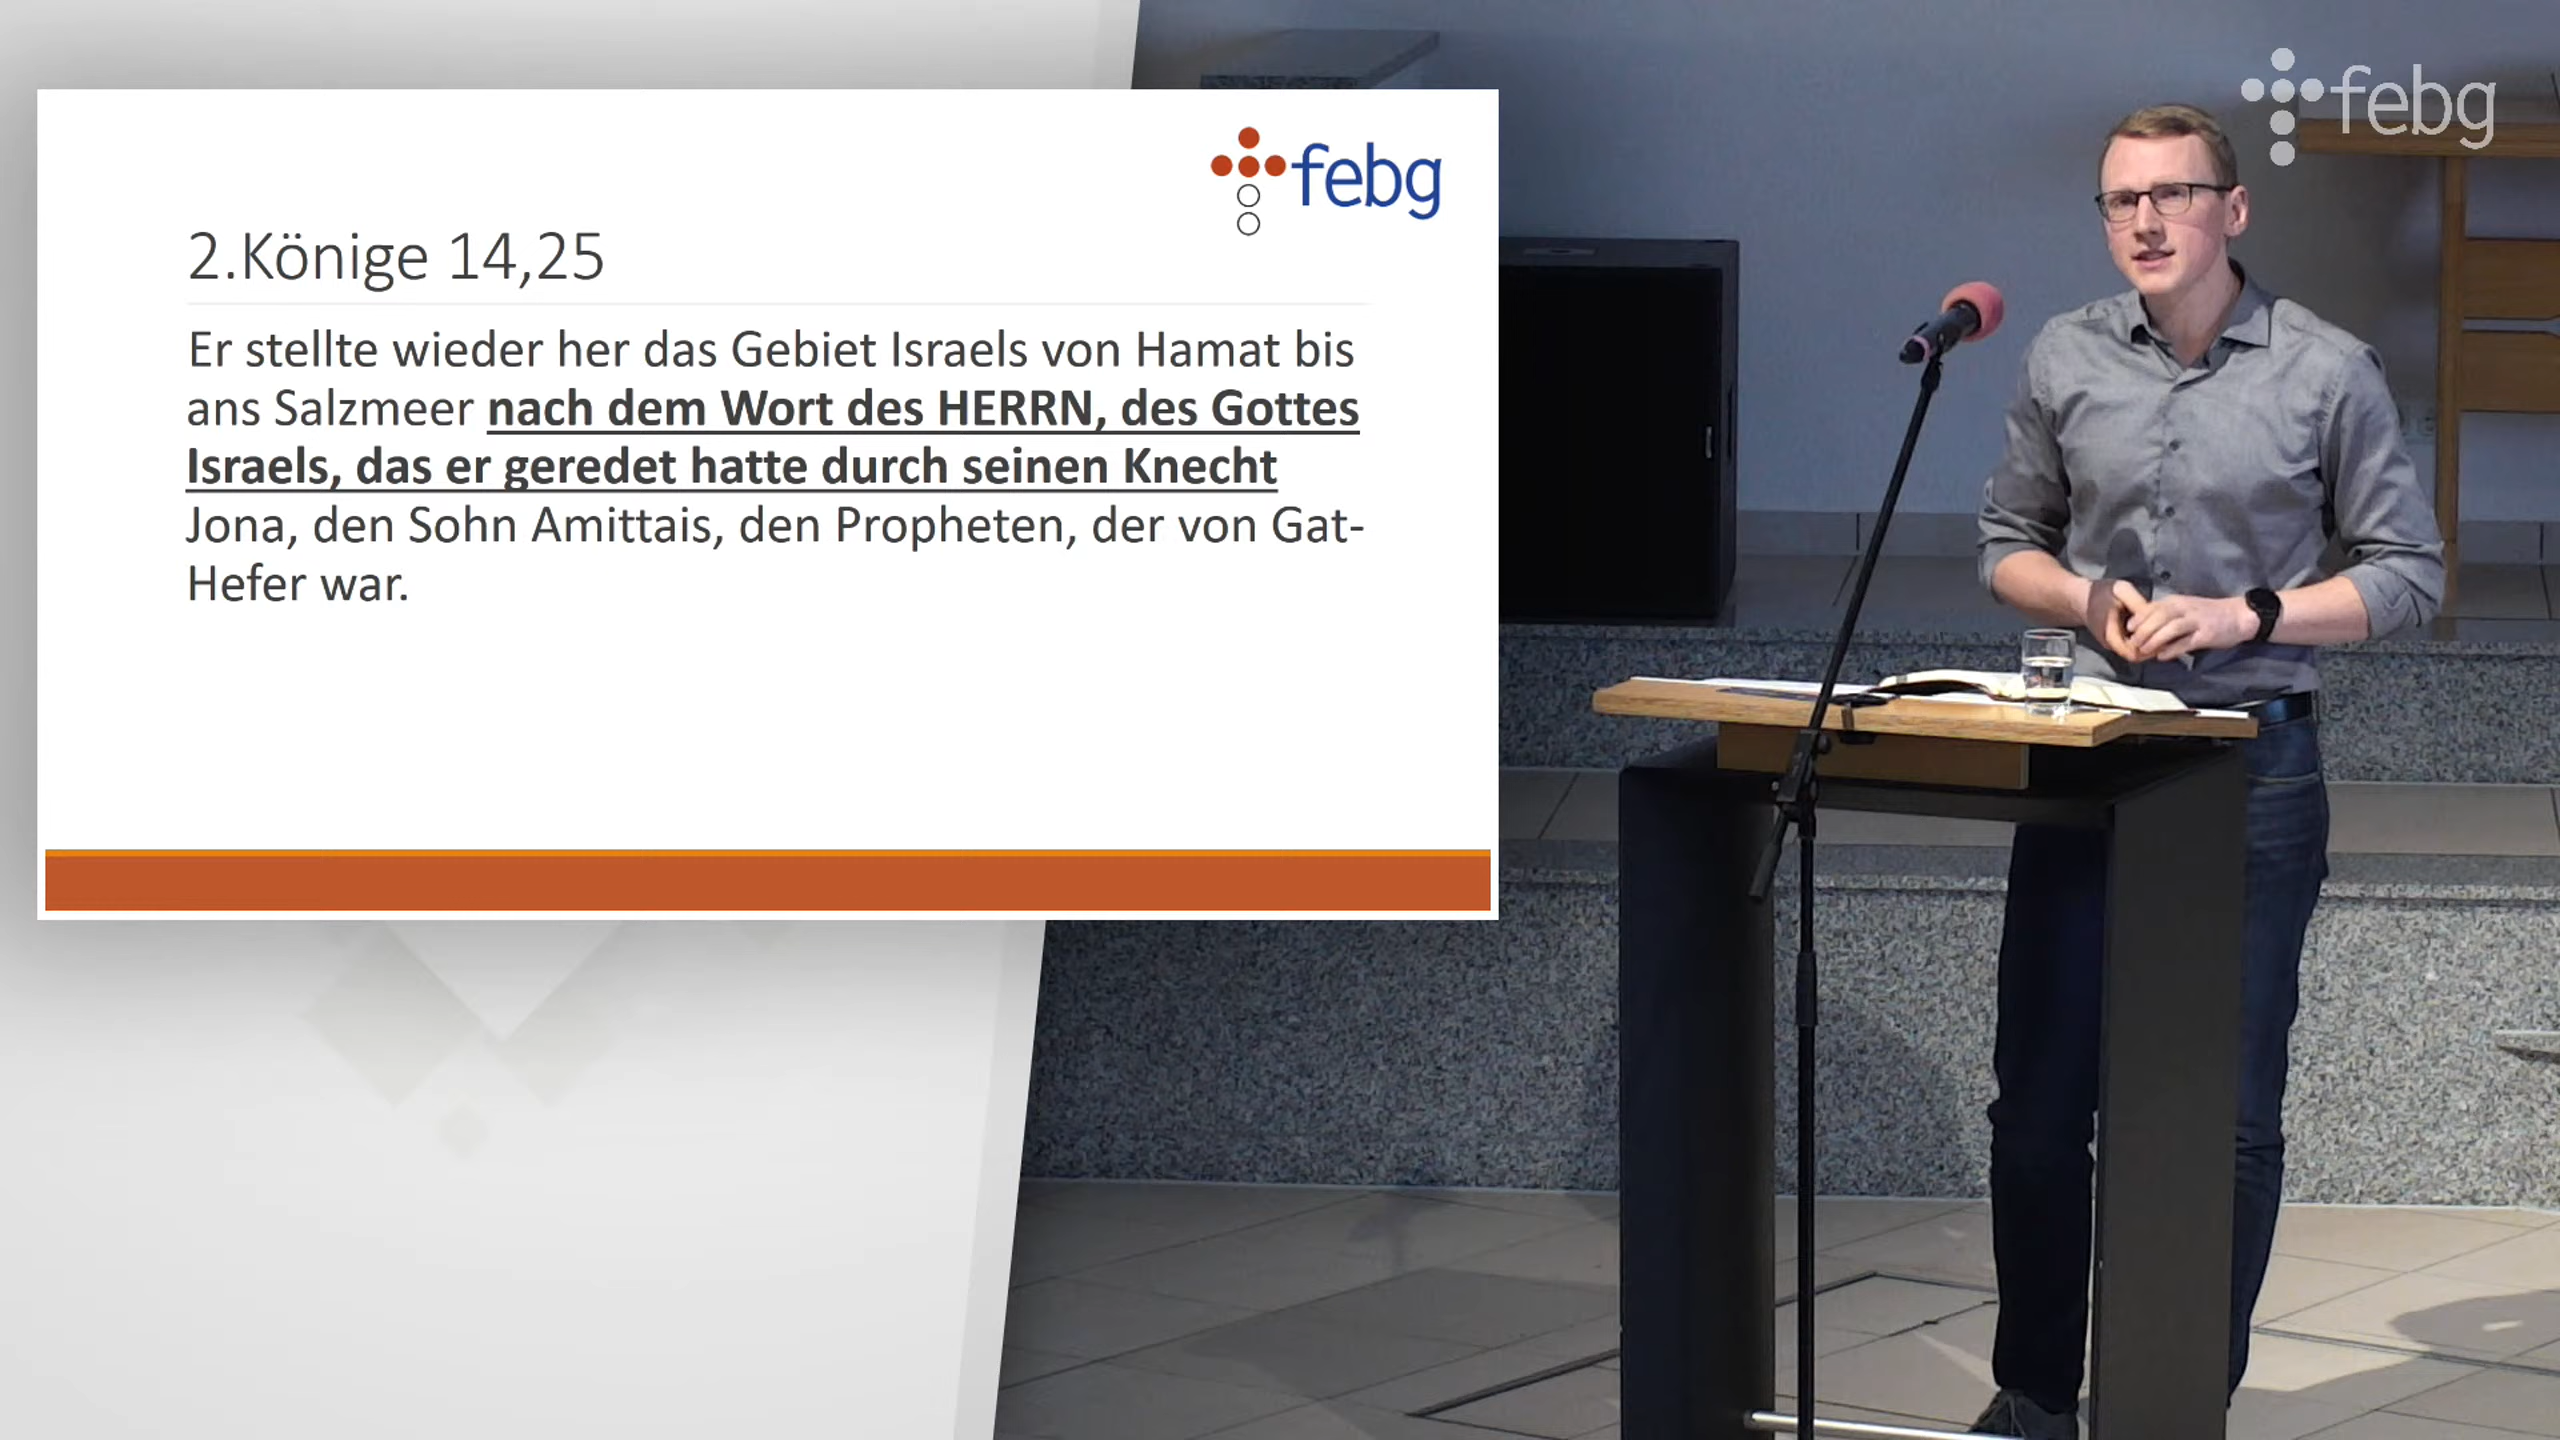 febg
2.Könige 14,25
Er stellte wieder her das Gebiet Israels von Hamat bis
ans Salzmeer nach dem Wort des HERRN, des Gottes
Israels, das er geredet hatte durch seinen Knecht
Jona, den Sohn Amittais, den Propheten, der von Gat-
Hefer war.
febg